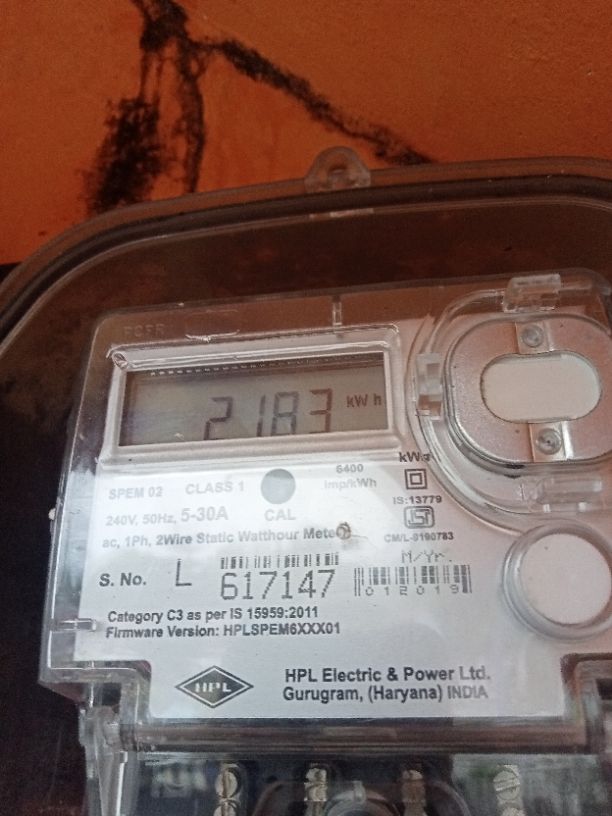 2183 kWh
SPEM 02 CLASS 1 6400 imp/kWh
240V, 50Hz, 5-30A CAL
IS:13779
ac, 1Ph, 2Wire Static Watthour Meter
CM/L-0190783
M/Yr.
S. No. L 617147 012019
Category C3 as per IS 15959:2011
Firmware Version: HPLSPEM6XXX01
HPL
HPL Electric & Power Ltd.
Gurugram, (Haryana) INDIA